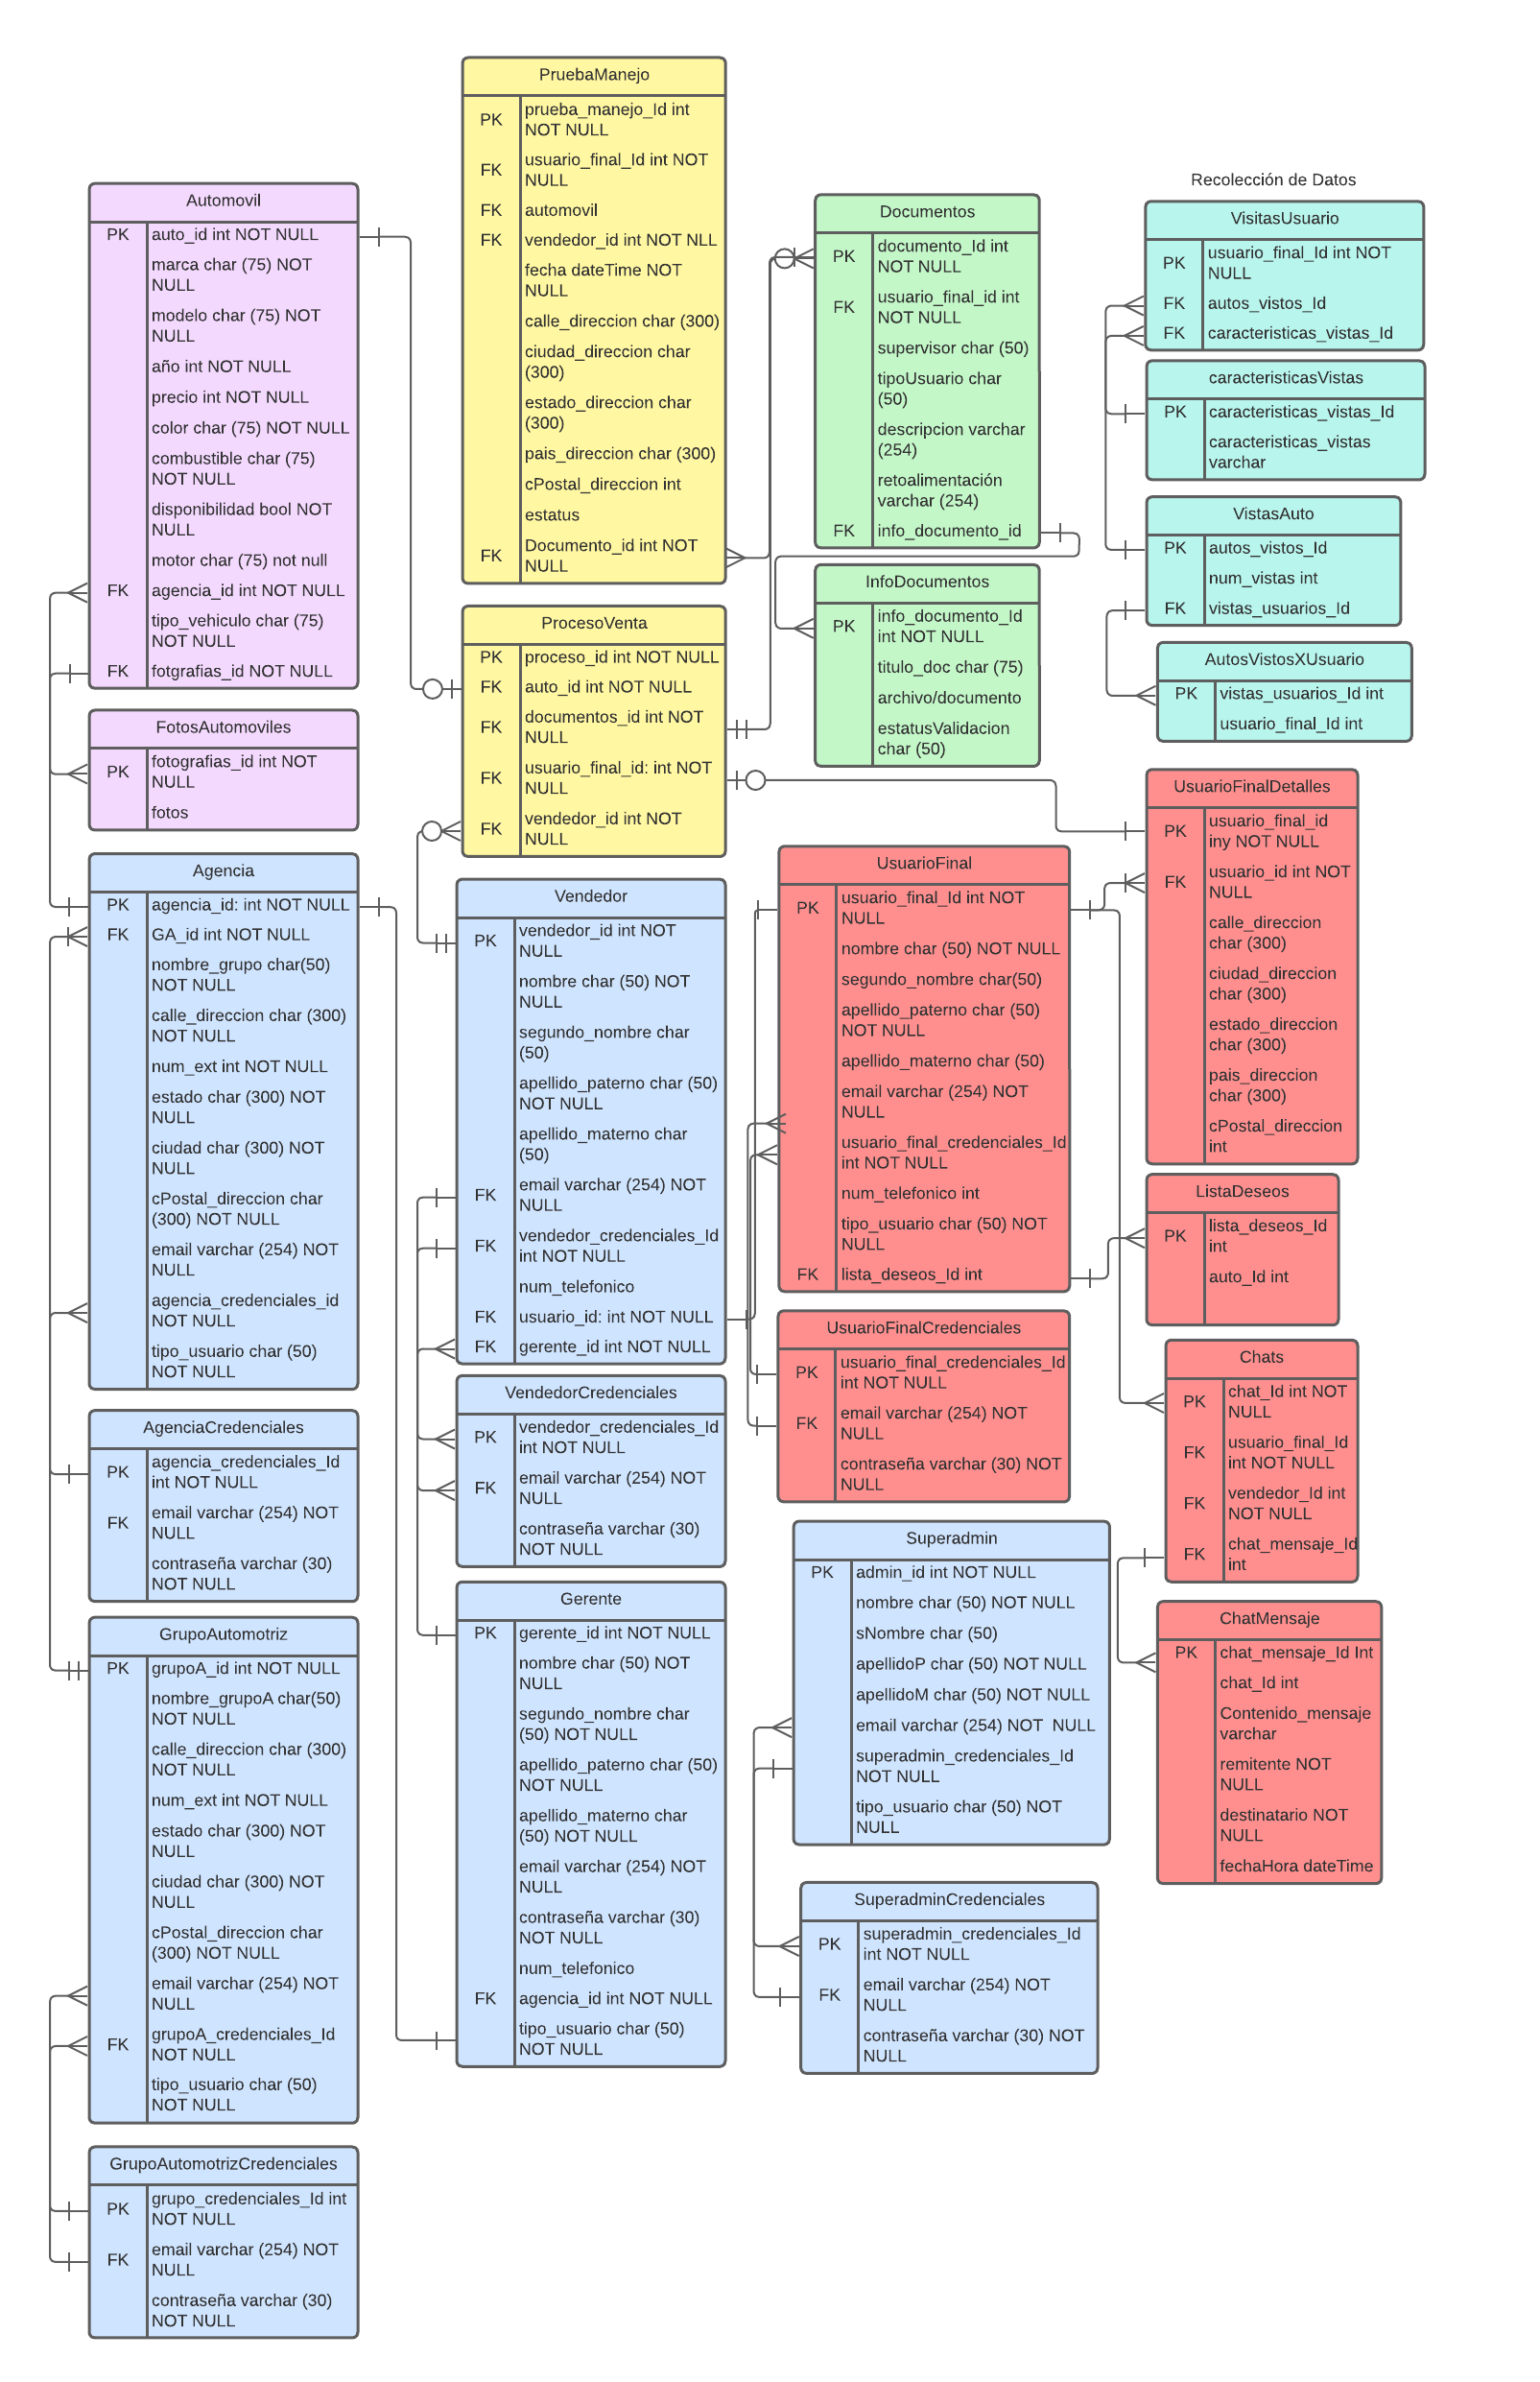 PruebaManejo
PK
prueba_manejo_Id int
NOT NULL
FK
usuario_final_Id int NOT
NULL
FK
automovil
FK
vendedor_id int NOT NLL
fecha dateTime NOT
NULL
calle_direccion char (300)
ciudad_direccion char
(300)
estado_direccion char
(300)
pais_direccion char (300)
cPostal_direccion int
estatus
FK
Documento_id int NOT
NULL
Automovil
PK
auto_id int NOT NULL
marca char (75) NOT
NULL
modelo char (75) NOT
NULL
año int NOT NULL
precio int NOT NULL
color char (75) NOT NULL
combustible char (75)
NOT NULL
disponibilidad bool NOT
NULL
motor char (75) not null
FK
agencia_id int NOT NULL
tipo_vehiculo char (75)
NOT NULL
FK
fotgrafias_id NOT NULL
Documentos
PK
documento_Id int
NOT NULL
FK
usuario_final_id int
NOT NULL
supervisor char (50)
tipoUsuario char
(50)
descripcion varchar
(254)
retoalimentación
varchar (254)
FK
info_documento_id
Recolección de Datos
VisitasUsuario
PK
usuario_final_Id int NOT
NULL
FK
autos_vistos_Id
FK
caracteristicas_vistas_Id
caracteristicasVistas
PK
caracteristicas_vistas_Id
caracteristicas_vistas
varchar
VistasAuto
PK
autos_vistos_Id
num_vistas int
FK
vistas_usuarios_Id
AutosVistosXUsuario
PK
vistas_usuarios_Id int
usuario_final_Id int
InfoDocumentos
PK
info_documento_Id
int NOT NULL
titulo_doc char (75)
archivo/documento
estatusValidacion
char (50)
ProcesoVenta
PK
proceso_id int NOT NULL
FK
auto_id int NOT NULL
FK
documentos_id int NOT
NULL
FK
usuario_final_id: int NOT
NULL
FK
vendedor_id int NOT
NULL
FotosAutomoviles
PK
fotografias_id int NOT
NULL
fotos
Agencia
PK
agencia_id: int NOT NULL
FK
GA_id int NOT NULL
nombre_grupo char(50)
NOT NULL
calle_direccion char (300)
NOT NULL
num_ext int NOT NULL
estado char (300) NOT
NULL
ciudad char (300) NOT
NULL
cPostal_direccion char
(300) NOT NULL
email varchar (254) NOT
NULL
agencia_credenciales_id
NOT NULL
tipo_usuario char (50)
NOT NULL
Vendedor
PK
vendedor_id int NOT
NULL
nombre char (50) NOT
NULL
segundo_nombre char
(50)
apellido_paterno char (50)
NOT NULL
apellido_materno char
(50)
FK
email varchar (254) NOT
NULL
FK
vendedor_credenciales_Id
int NOT NULL
num_telefonico
FK
usuario_id: int NOT NULL
FK
gerente_id int NOT NULL
UsuarioFinal
PK
usuario_final_Id int NOT
NULL
nombre char (50) NOT NULL
segundo_nombre char(50)
apellido_paterno char (50)
NOT NULL
apellido_materno char (50)
email varchar (254) NOT
NULL
usuario_final_credenciales_Id
int NOT NULL
num_telefonico int
tipo_usuario char (50) NOT
NULL
FK
lista_deseos_Id int
UsuarioFinalDetalles
PK
usuario_final_id
iny NOT NULL
FK
usuario_id int NOT
NULL
calle_direccion
char (300)
ciudad_direccion
char (300)
estado_direccion
char (300)
pais_direccion
char (300)
cPostal_direccion
int
ListaDeseos
PK
lista_deseos_Id
int
auto_Id int
UsuarioFinalCredenciales
PK
usuario_final_credenciales_Id
int NOT NULL
FK
email varchar (254) NOT
NULL
contraseña varchar (30) NOT
NULL
Chats
PK
chat_Id int NOT
NULL
FK
usuario_final_Id
int NOT NULL
FK
vendedor_Id int
NOT NULL
FK
chat_mensaje_Id
int
VendedorCredenciales
PK
vendedor_credenciales_Id
int NOT NULL
FK
email varchar (254) NOT
NULL
contraseña varchar (30)
NOT NULL
AgenciaCredenciales
PK
agencia_credenciales_Id
int NOT NULL
FK
email varchar (254) NOT
NULL
contraseña varchar (30)
NOT NULL
Superadmin
PK
admin_id int NOT NULL
nombre char (50) NOT NULL
sNombre char (50)
apellidoP char (50) NOT NULL
apellidoM char (50) NOT NULL
email varchar (254) NOT  NULL
superadmin_credenciales_Id
NOT NULL
tipo_usuario char (50) NOT
NULL
ChatMensaje
PK
chat_mensaje_Id Int
chat_Id int
Contenido_mensaje
varchar
remitente NOT
NULL
destinatario NOT
NULL
fechaHora dateTime
Gerente
PK
gerente_id int NOT NULL
nombre char (50) NOT
NULL
segundo_nombre char
(50) NOT NULL
apellido_paterno char (50)
NOT NULL
apellido_materno char
(50) NOT NULL
email varchar (254) NOT
NULL
contraseña varchar (30)
NOT NULL
num_telefonico
FK
agencia_id int NOT NULL
tipo_usuario char (50)
NOT NULL
GrupoAutomotriz
PK
grupoA_id int NOT NULL
nombre_grupoA char(50)
NOT NULL
calle_direccion char (300)
NOT NULL
num_ext int NOT NULL
estado char (300) NOT
NULL
ciudad char (300) NOT
NULL
cPostal_direccion char
(300) NOT NULL
email varchar (254) NOT
NULL
FK
grupoA_credenciales_Id
NOT NULL
tipo_usuario char (50)
NOT NULL
SuperadminCredenciales
PK
superadmin_credenciales_Id
int NOT NULL
FK
email varchar (254) NOT
NULL
contraseña varchar (30) NOT
NULL
GrupoAutomotrizCredenciales
PK
grupo_credenciales_Id int
NOT NULL
FK
email varchar (254) NOT
NULL
contraseña varchar (30)
NOT NULL